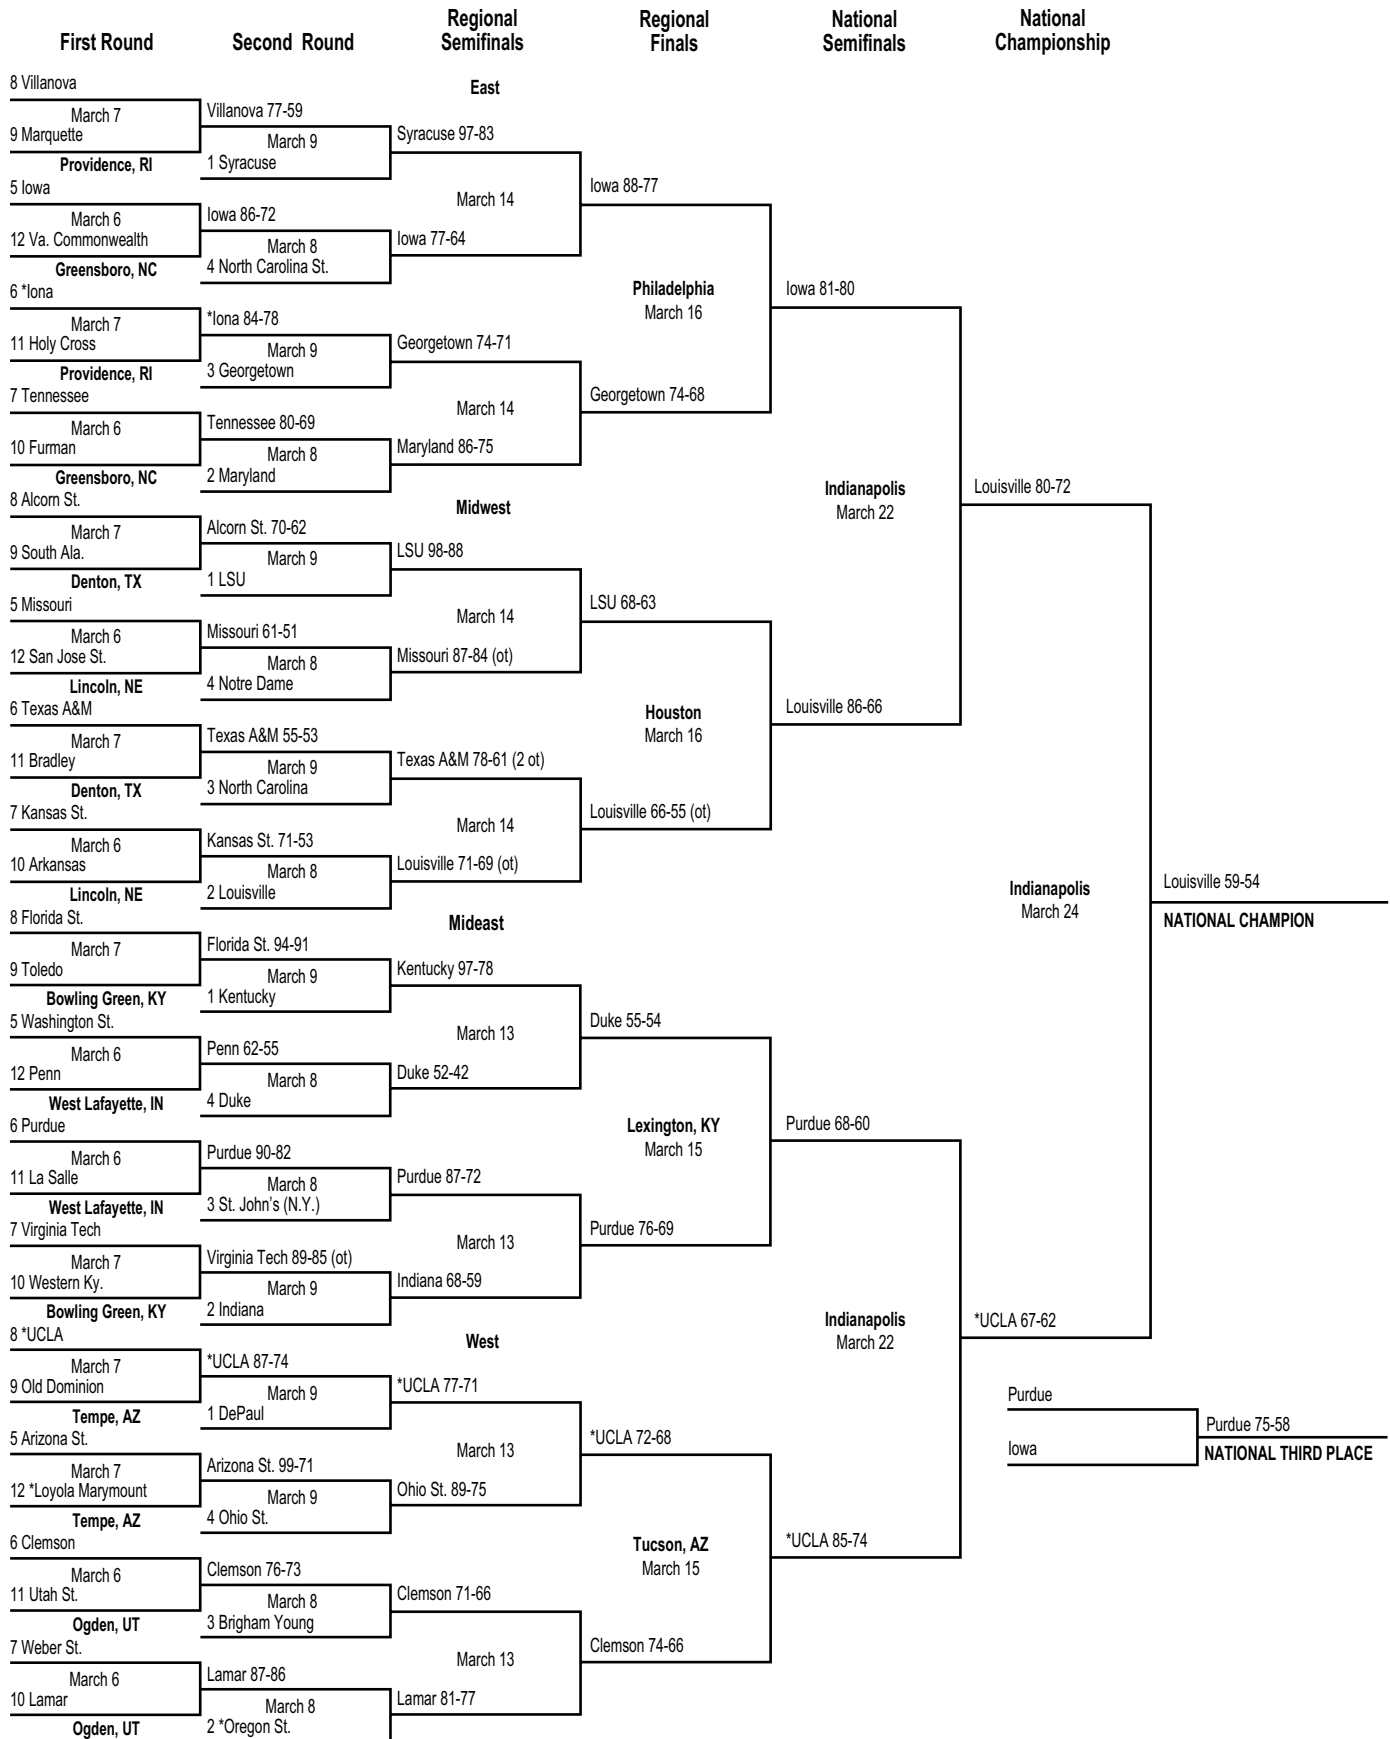 First Round
Second Round
Regional
Semifinals
Regional
Finals
National
Semifinals
National
Championship
East
8 Villanova
March 7
9 Marquette
Providence, RI
Villanova 77-59
March 9
1 Syracuse
Syracuse 97-83
5 Iowa
March 6
12 Va. Commonwealth
Greensboro, NC
Iowa 86-72
March 8
4 North Carolina St.
Iowa 77-64
March 14
Iowa 88-77
6 *Iona
March 7
11 Holy Cross
Providence, RI
*Iona 84-78
March 9
3 Georgetown
Georgetown 74-71
7 Tennessee
March 6
10 Furman
Greensboro, NC
Tennessee 80-69
March 8
2 Maryland
Maryland 86-75
March 14
Georgetown 74-68
Philadelphia
March 16
Iowa 81-80
Midwest
8 Alcorn St.
March 7
9 South Ala.
Denton, TX
Alcorn St. 70-62
March 9
1 LSU
LSU 98-88
5 Missouri
March 6
12 San Jose St.
Lincoln, NE
Missouri 61-51
March 8
4 Notre Dame
Missouri 87-84 (ot)
March 14
LSU 68-63
6 Texas A&M
March 7
11 Bradley
Denton, TX
Texas A&M 55-53
March 9
3 North Carolina
Texas A&M 78-61 (2 ot)
7 Kansas St.
March 6
10 Arkansas
Lincoln, NE
Kansas St. 71-53
March 8
2 Louisville
Louisville 71-69 (ot)
March 14
Louisville 66-55 (ot)
Houston
March 16
Louisville 86-66
Indianapolis
March 22
Louisville 80-72
Mideast
8 Florida St.
March 7
9 Toledo
Bowling Green, KY
Florida St. 94-91
March 9
1 Kentucky
Kentucky 97-78
5 Washington St.
March 6
12 Penn
West Lafayette, IN
Penn 62-55
March 8
4 Duke
Duke 52-42
March 13
Duke 55-54
6 Purdue
March 6
11 La Salle
West Lafayette, IN
Purdue 90-82
March 8
3 St. John's (N.Y.)
Purdue 87-72
7 Virginia Tech
March 7
10 Western Ky.
Bowling Green, KY
Virginia Tech 89-85 (ot)
March 9
2 Indiana
Indiana 68-59
March 13
Purdue 76-69
Lexington, KY
March 15
Purdue 68-60
West
8 *UCLA
March 7
9 Old Dominion
Tempe, AZ
*UCLA 87-74
March 9
1 DePaul
*UCLA 77-71
5 Arizona St.
March 7
12 *Loyola Marymount
Tempe, AZ
Arizona St. 99-71
March 9
4 Ohio St.
Ohio St. 89-75
March 13
*UCLA 72-68
6 Clemson
March 6
11 Utah St.
Ogden, UT
Clemson 76-73
March 8
3 Brigham Young
Clemson 71-66
7 Weber St.
March 6
10 Lamar
Ogden, UT
Lamar 87-86
March 8
2 *Oregon St.
Lamar 81-77
March 13
Clemson 74-66
Tucson, AZ
March 15
*UCLA 85-74
Indianapolis
March 22
*UCLA 67-62
Indianapolis
March 24
Louisville 59-54
NATIONAL CHAMPION
Purdue
Iowa
Purdue 75-58
NATIONAL THIRD PLACE